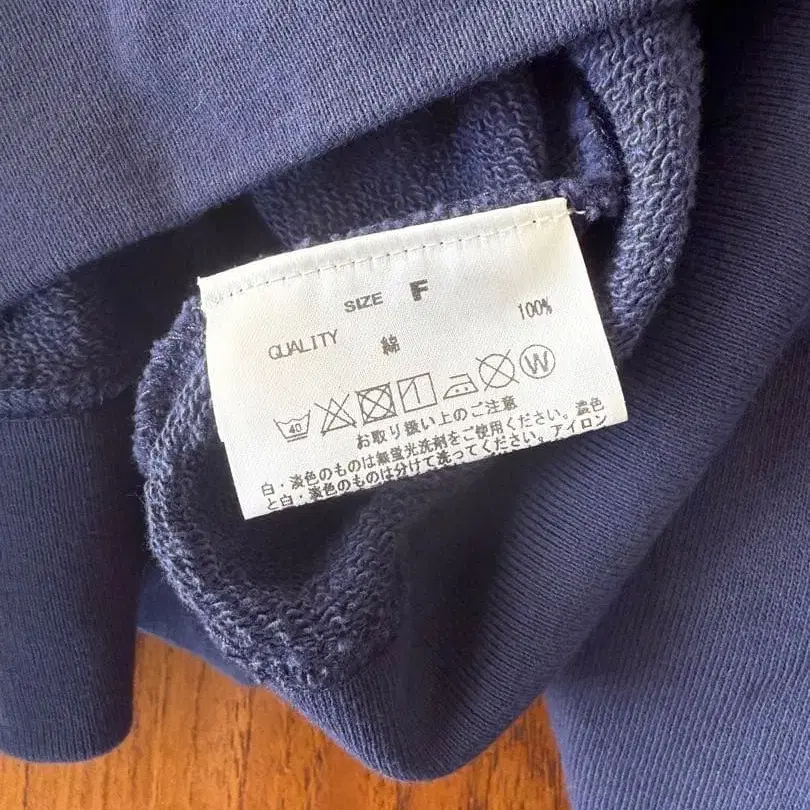 SIZE F
QUALITY 綿 100%
40 W
お取り扱い上のご注意
白・淡色のものは無蛍光洗剤をご使用ください。濃色
と白・淡色のものは分けて洗ってください。アイロン